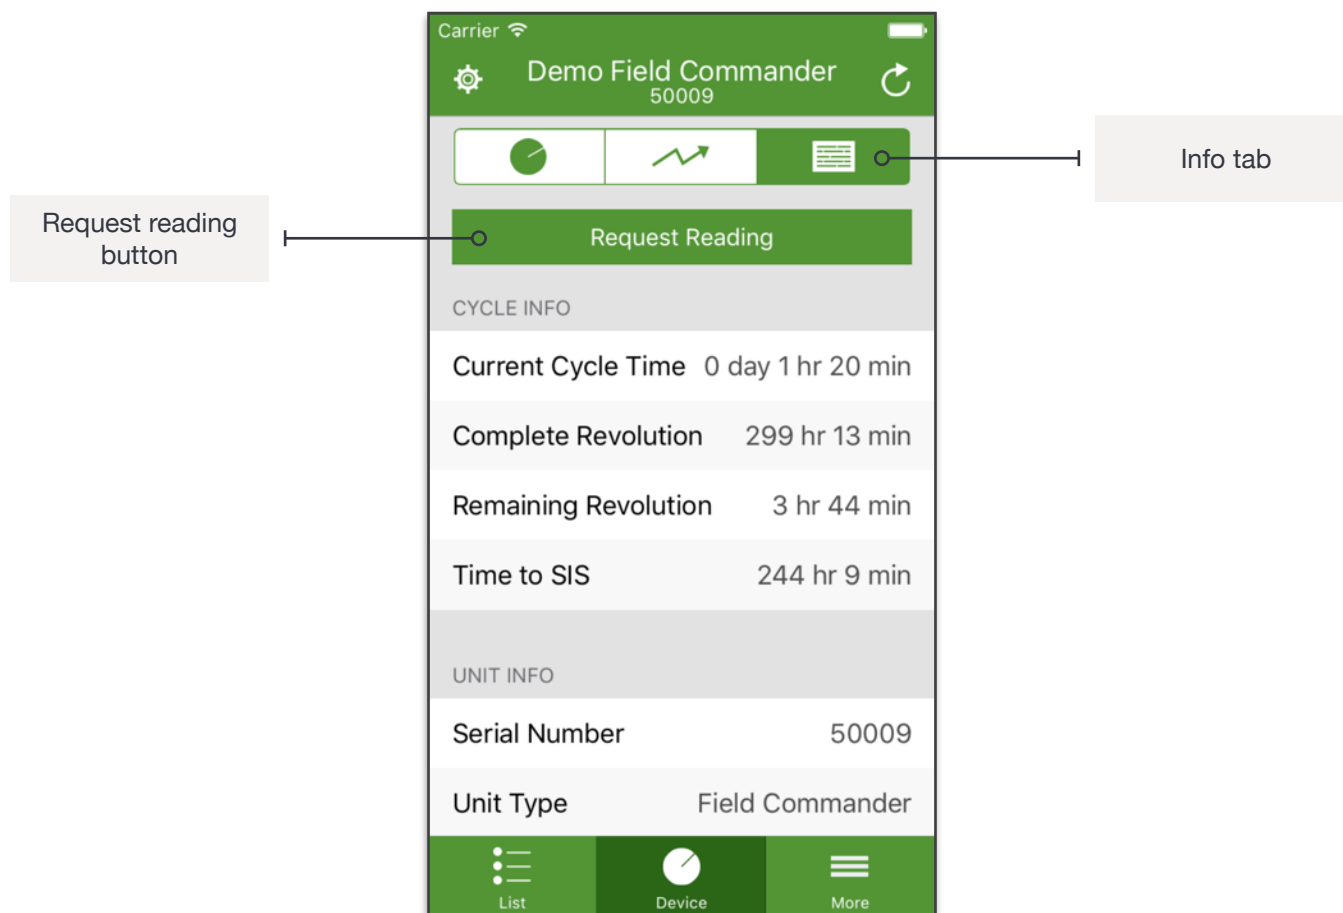 Carrier
Demo Field Commander
50009
Info tab
Request reading
button
Request Reading
CYCLE INFO
Current Cycle Time 0 day 1 hr 20 min
Complete Revolution 299 hr 13 min
Remaining Revolution 3 hr 44 min
Time to SIS 244 hr 9 min
UNIT INFO
Serial Number 50009
Unit Type Field Commander
List Device More